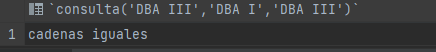 `consulta('DBA III','DBA I','DBA III')`
1 cadenas iguales